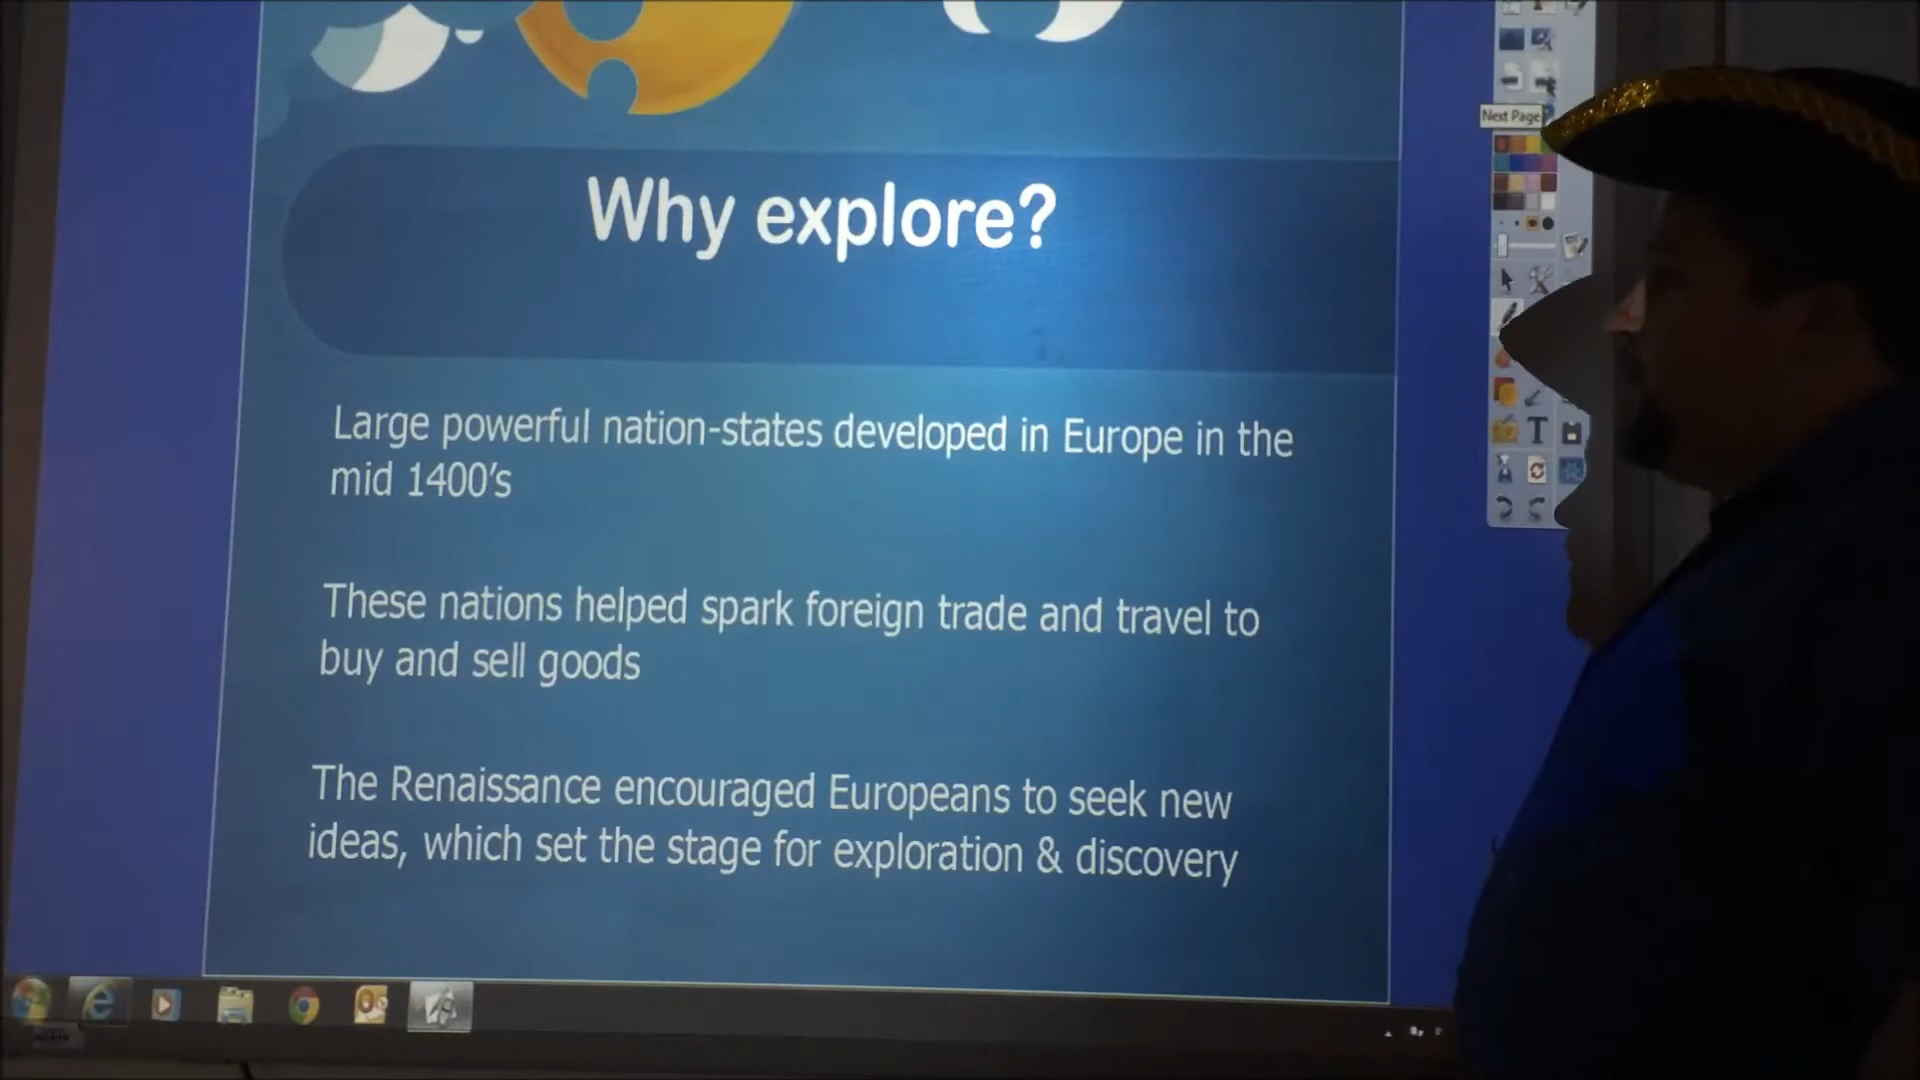 Why explore?
Next Page
Large powerful nation-states developed in Europe in the
mid 1400's
These nations helped spark foreign trade and travel to
buy and sell goods
The Renaissance encouraged Europeans to seek new
ideas, which set the stage for exploration & discovery